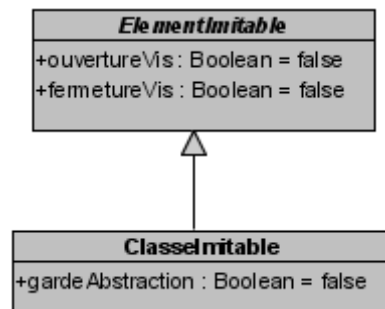 ElementImitable
+ouvertureVis : Boolean = false
+fermetureVis : Boolean = false
ClasseImitable
+gardeAbstraction : Boolean = false